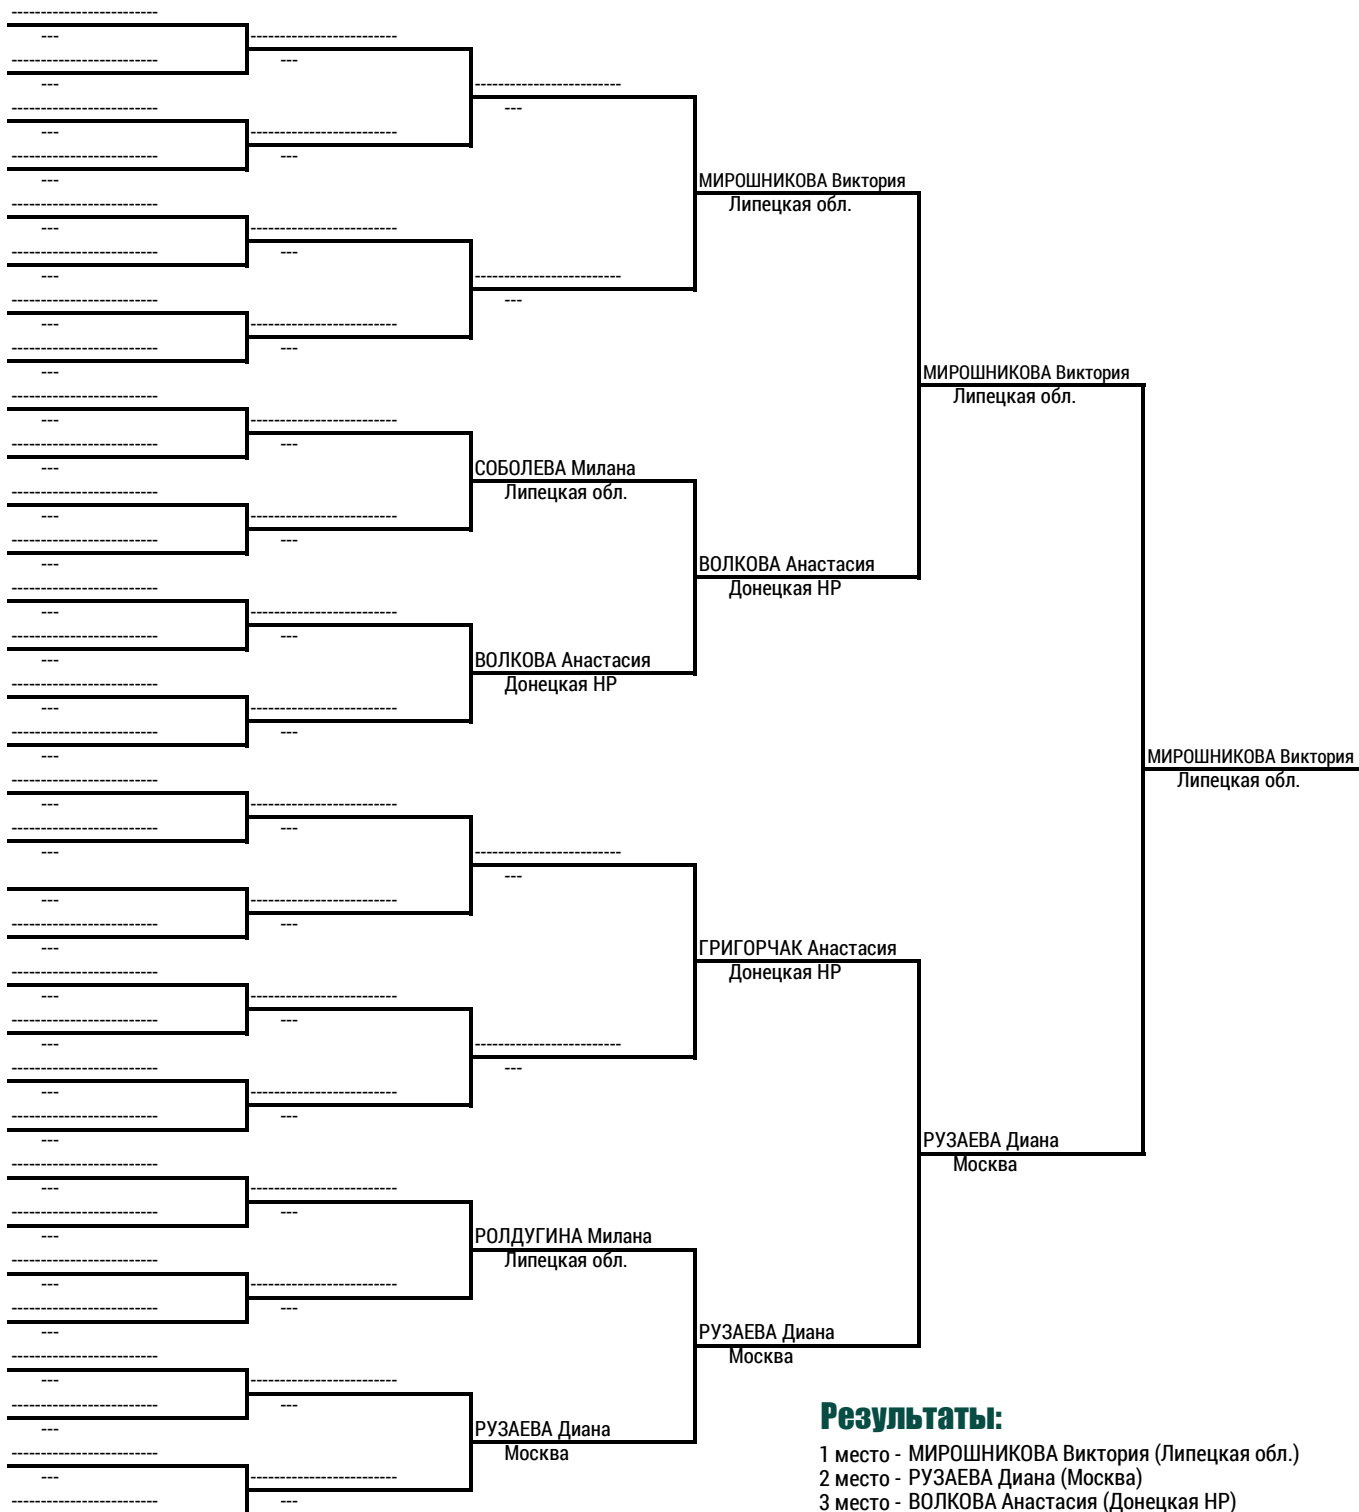 МИРОШНИКОВА Виктория
Липецкая обл.
МИРОШНИКОВА Виктория
Липецкая обл.
СОБОЛЕВА Милана
Липецкая обл.
ВОЛКОВА Анастасия
Донецкая НР
ВОЛКОВА Анастасия
Донецкая НР
МИРОШНИКОВА Виктория
Липецкая обл.
ГРИГОРЧАК Анастасия
Донецкая НР
РУЗАЕВА Диана
Москва
РОЛДУГИНА Милана
Липецкая обл.
РУЗАЕВА Диана
Москва
РУЗАЕВА Диана
Москва
Результаты:
1 место - МИРОШНИКОВА Виктория (Липецкая обл.)
2 место - РУЗАЕВА Диана (Москва)
3 место - ВОЛКОВА Анастасия (Донецкая НР)